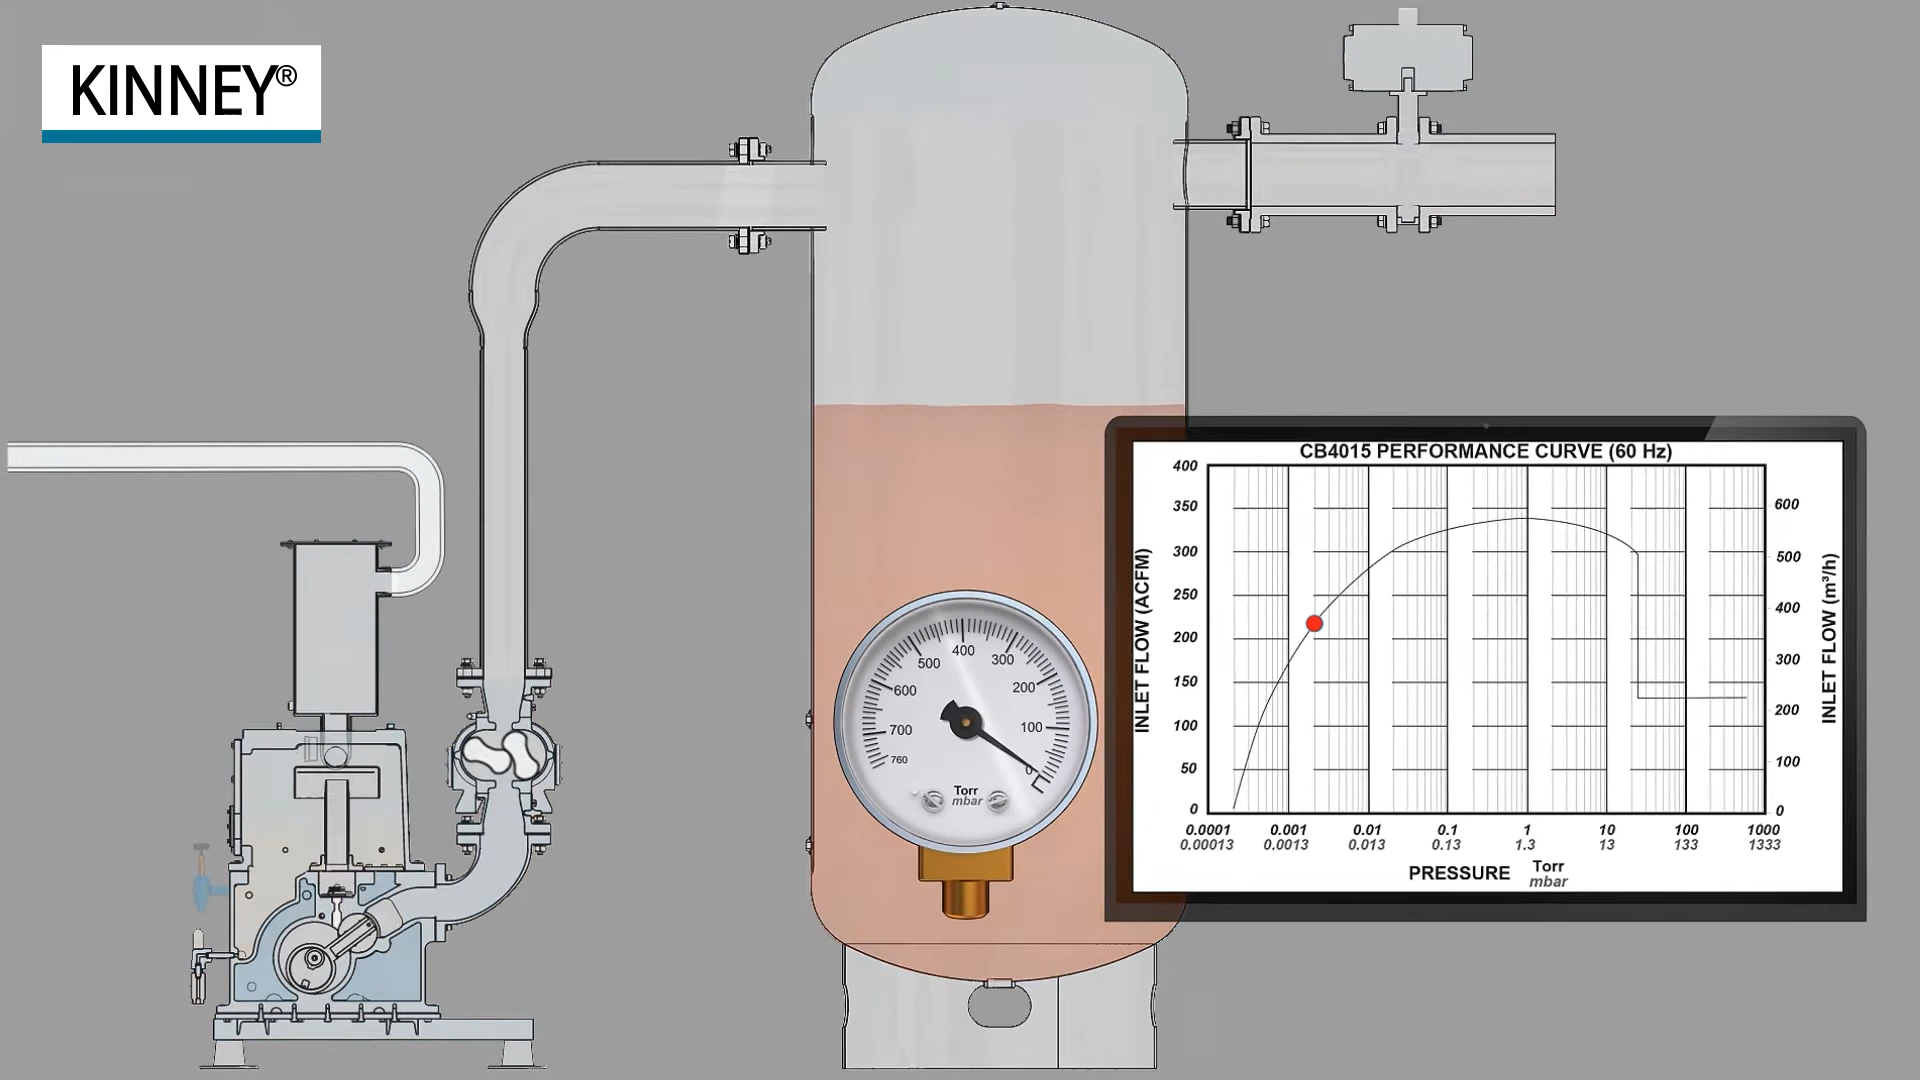 KINNEY®
CB4015 PERFORMANCE CURVE (60 Hz)
INLET FLOW (ACFM)
400
350
300
250
200
150
100
50
0
600
500
400
300
200
100
0
INLET FLOW (m³/h)
0.0001 0.001 0.01 0.1 1 10 100 1000
0.00013 0.0013 0.013 0.13 1.3 13 133 1333
PRESSURE Torr
mbar
400
500 300
600 200
700 100
760 0
Torr
mbar